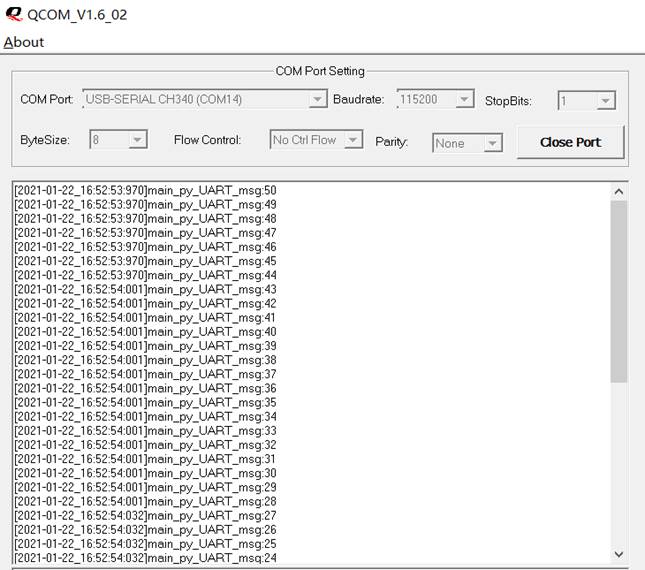 QCOM_V1.6_02
About
COM Port Setting
COM Port: USB-SERIAL CH340 (COM14) Baudrate: 115200 StopBits: 1
ByteSize: 8 Flow Control: No Ctrl Flow Parity: None Close Port
[2021-01-22_16:52:53:970]main_py_UART_msg:50
[2021-01-22_16:52:53:970]main_py_UART_msg:49
[2021-01-22_16:52:53:970]main_py_UART_msg:48
[2021-01-22_16:52:53:970]main_py_UART_msg:47
[2021-01-22_16:52:53:970]main_py_UART_msg:46
[2021-01-22_16:52:53:970]main_py_UART_msg:45
[2021-01-22_16:52:53:970]main_py_UART_msg:44
[2021-01-22_16:52:54:001]main_py_UART_msg:43
[2021-01-22_16:52:54:001]main_py_UART_msg:42
[2021-01-22_16:52:54:001]main_py_UART_msg:41
[2021-01-22_16:52:54:001]main_py_UART_msg:40
[2021-01-22_16:52:54:001]main_py_UART_msg:39
[2021-01-22_16:52:54:001]main_py_UART_msg:38
[2021-01-22_16:52:54:001]main_py_UART_msg:37
[2021-01-22_16:52:54:001]main_py_UART_msg:36
[2021-01-22_16:52:54:001]main_py_UART_msg:35
[2021-01-22_16:52:54:001]main_py_UART_msg:34
[2021-01-22_16:52:54:001]main_py_UART_msg:33
[2021-01-22_16:52:54:001]main_py_UART_msg:32
[2021-01-22_16:52:54:001]main_py_UART_msg:31
[2021-01-22_16:52:54:001]main_py_UART_msg:30
[2021-01-22_16:52:54:001]main_py_UART_msg:29
[2021-01-22_16:52:54:001]main_py_UART_msg:28
[2021-01-22_16:52:54:032]main_py_UART_msg:27
[2021-01-22_16:52:54:032]main_py_UART_msg:26
[2021-01-22_16:52:54:032]main_py_UART_msg:25
[2021-01-22_16:52:54:032]main_py_UART_msg:24